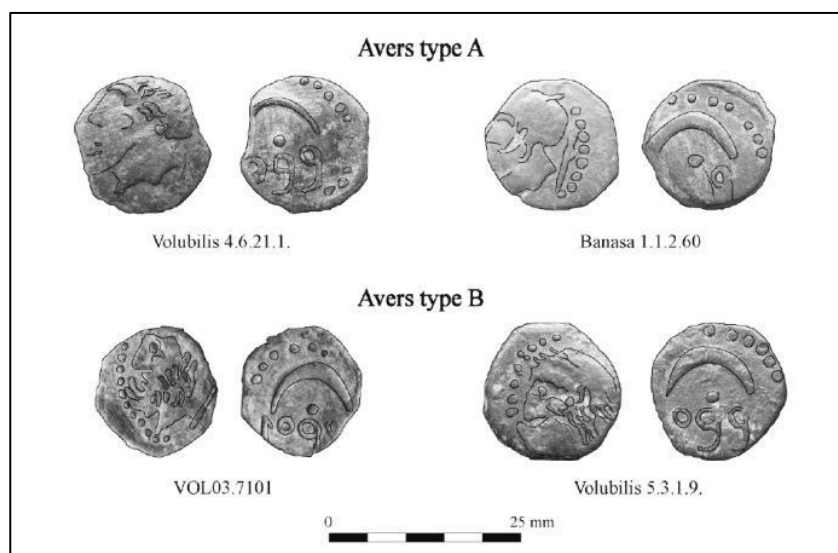 Avers type A
Volubilis 4.6.21.1.
Banasa 1.1.2.60
Avers type B
VOL03.7101
Volubilis 5.3.1.9.
0
25 mm